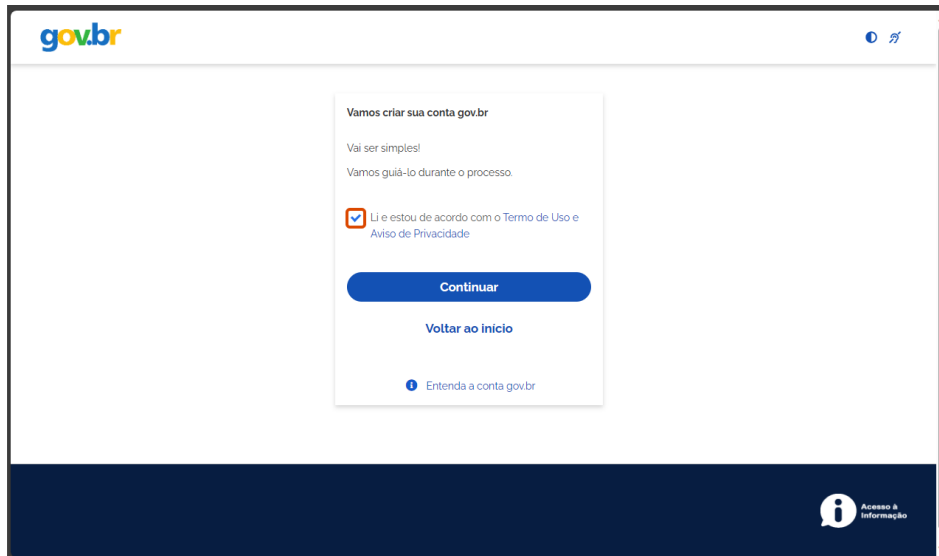 gov.br
Vamos criar sua conta gov.br
Vai ser simples!
Vamos guiá-lo durante o processo.
Li e estou de acordo com o Termo de Uso e
Aviso de Privacidade
Continuar
Voltar ao início
Entenda a conta gov.br
Acesso à
Informação